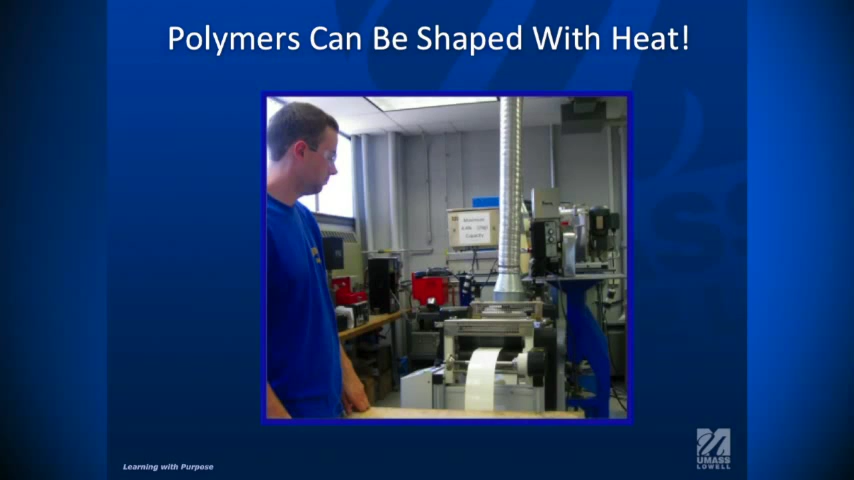 Polymers Can Be Shaped With Heat!
Learning with Purpose
UMASS
LOWELL